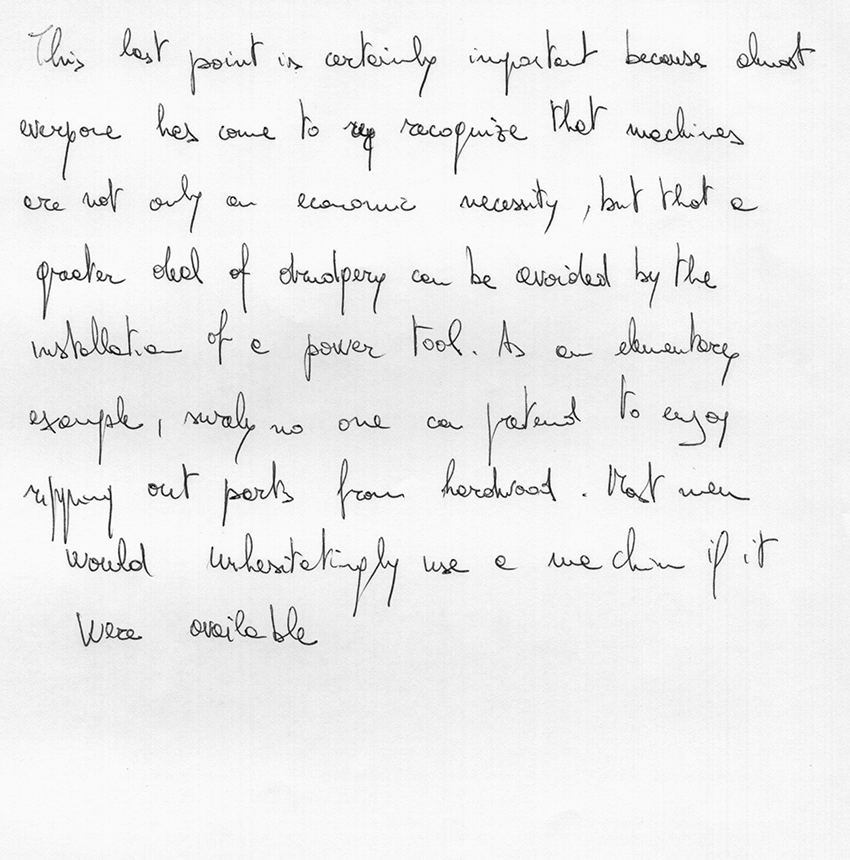 This last point is certainly important because almost
everyone has come to recognize that machines
are not only an economic necessity, but that a
greater deal of drudgery can be avoided by the
installation of a power tool. As an elementary
example, surely no one can pretend to enjoy
ripping out parts from hardwood. Most men
would unhesitatingly use a machin if it
were available